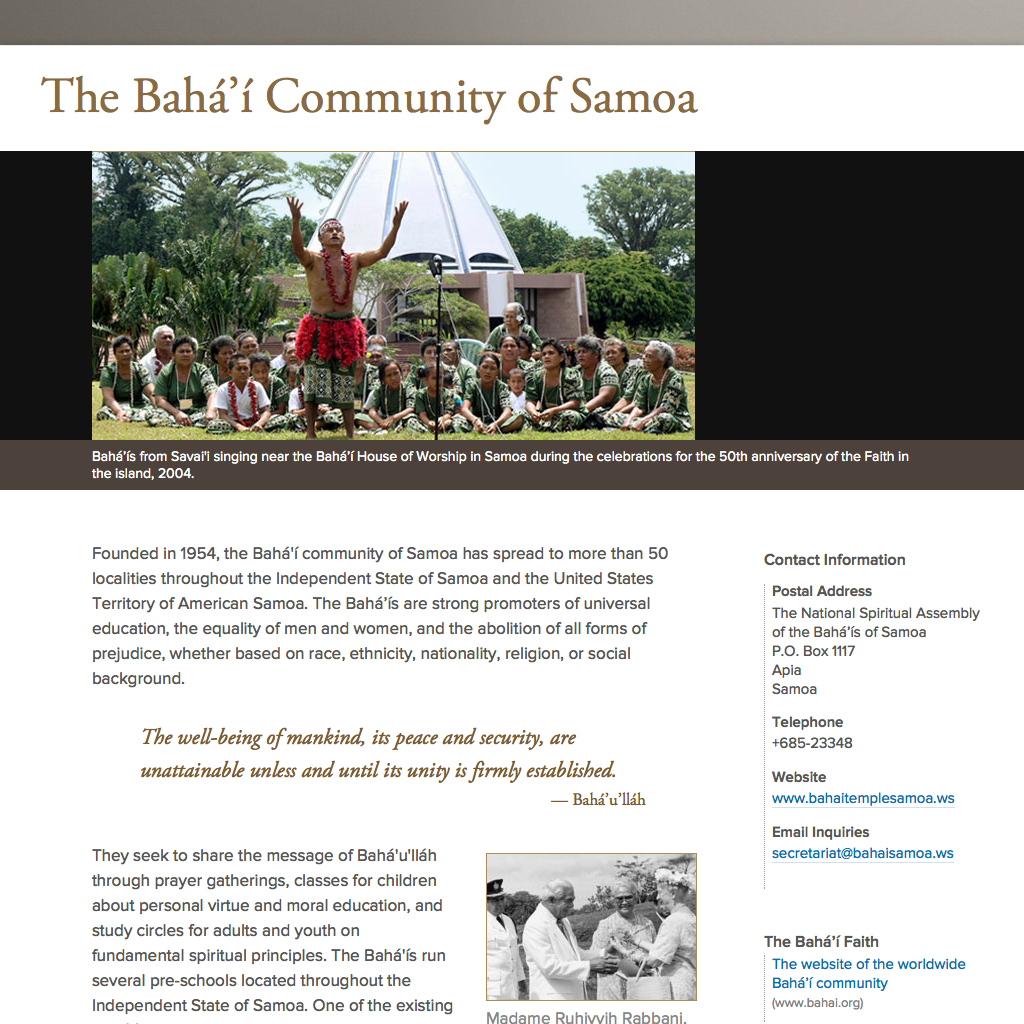 The Bahá’í Community of Samoa
Bahá’ís from Savai'i singing near the Bahá’í House of Worship in Samoa during the celebrations for the 50th anniversary of the Faith in
the island, 2004.
Founded in 1954, the Bahá'í community of Samoa has spread to more than 50
localities throughout the Independent State of Samoa and the United States
Territory of American Samoa. The Bahá’ís are strong promoters of universal
education, the equality of men and women, and the abolition of all forms of
prejudice, whether based on race, ethnicity, nationality, religion, or social
background.
The well-being of mankind, its peace and security, are
unattainable unless and until its unity is firmly established.
— Bahá’u’lláh
They seek to share the message of Bahá'u'lláh
through prayer gatherings, classes for children
about personal virtue and moral education, and
study circles for adults and youth on
fundamental spiritual principles. The Bahá'ís run
several pre-schools located throughout the
Independent State of Samoa. One of the existing
Madame Ruhiyyih Rabbani,
Contact Information
Postal Address
The National Spiritual Assembly
of the Bahá’ís of Samoa
P.O. Box 1117
Apia
Samoa
Telephone
+685-23348
Website
www.bahaitemplesamoa.ws
Email Inquiries
secretariat@bahaisamoa.ws
The Bahá’í Faith
The website of the worldwide
Bahá’í community
(www.bahai.org)